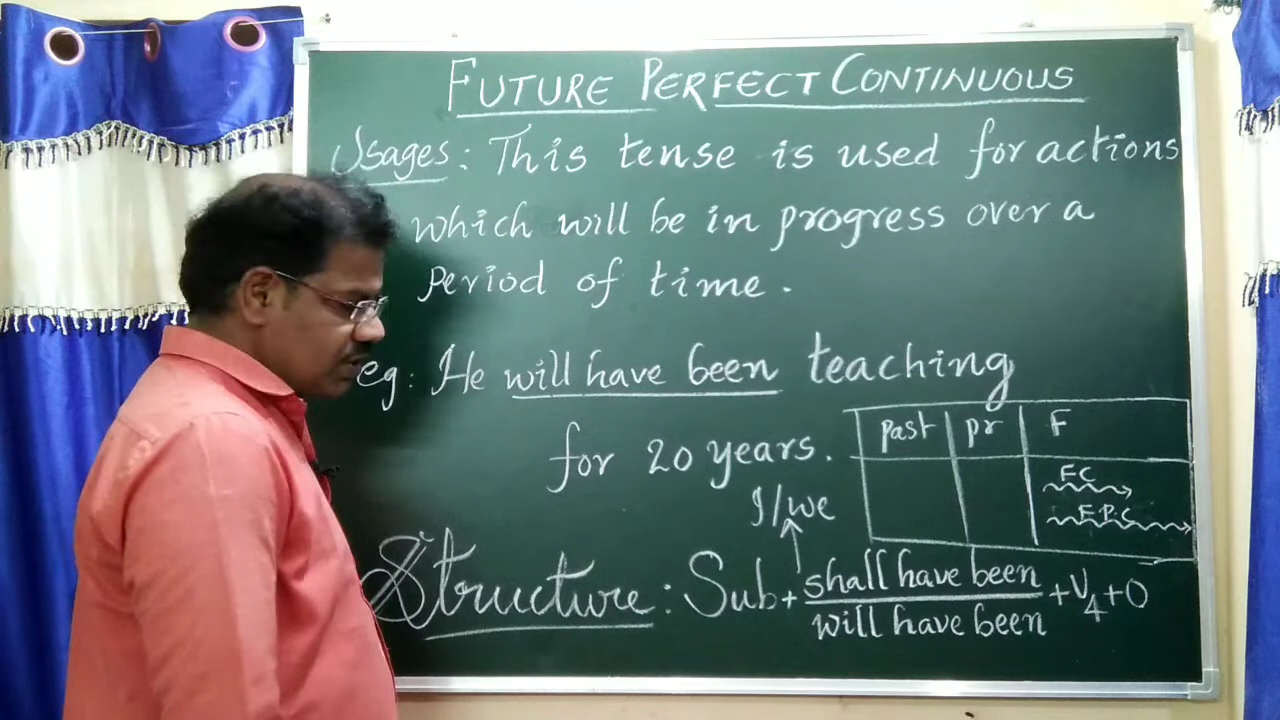 FUTURE PERFECT CONTINUOUS
Usages: This tense is used for actions
which will be in progress over a
period of time.
eg: He will have been teaching
for 20 years.
past pr F
FC
F.P.C
I/we
Structure: Sub + shall have been + V4 + O
will have been